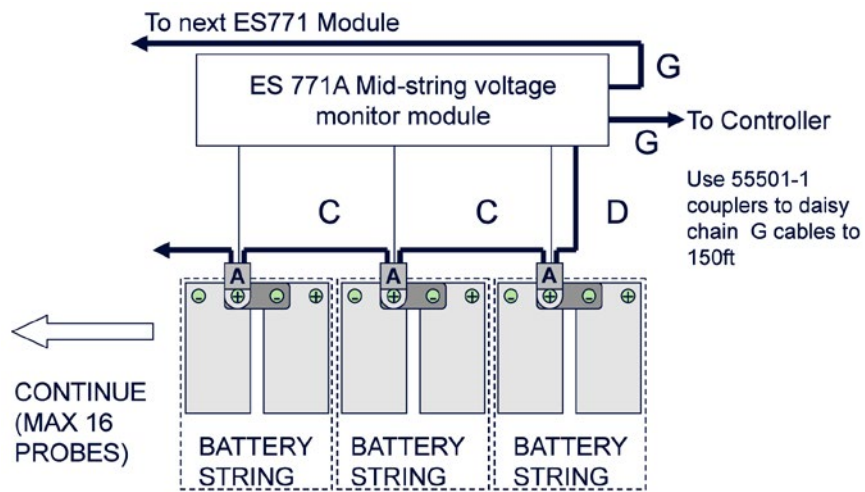 To next ES771 Module
G
ES 771A Mid-string voltage
monitor module
G
To Controller
Use 55501-1
couplers to daisy
chain G cables to
150ft
C
C
D
A
A
A
- + - +
- + - +
- + - +
CONTINUE
(MAX 16
PROBES)
BATTERY
STRING
BATTERY
STRING
BATTERY
STRING